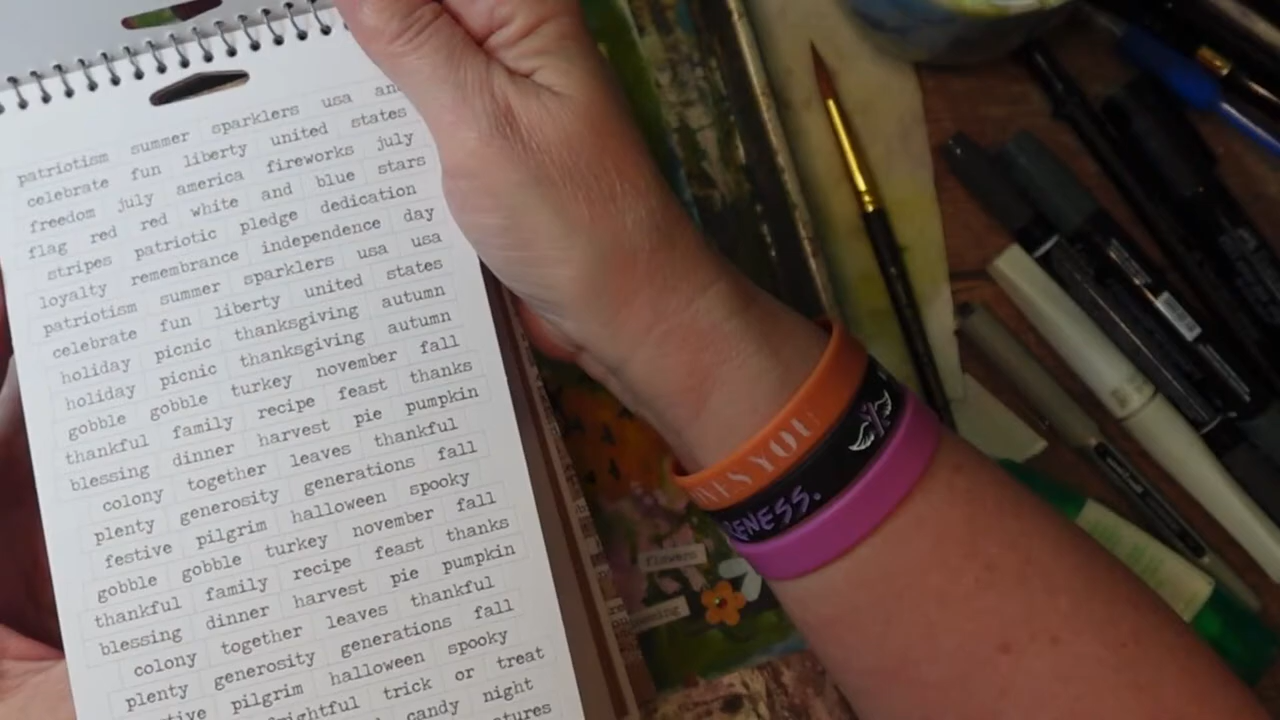 patriotism summer sparklers usa and
celebrate fun liberty united states
freedom july america fireworks july
flag red red white and blue stars
stripes patriotic pledge dedication
loyalty remembrance independence day
patriotism summer sparklers usa usa
celebrate fun liberty united states
holiday picnic thanksgiving autumn
holiday picnic thanksgiving autumn
gobble gobble turkey november fall
thankful family recipe feast thanks
blessing dinner harvest pie pumpkin
colony together leaves thankful
plenty generosity generations fall
festive pilgrim halloween spooky
gobble gobble turkey november fall
thankful family recipe feast thanks
blessing dinner harvest pie pumpkin
colony together leaves thankful
plenty generosity generations fall
pilgrim halloween spooky
trick or treat
candy night
YOU
flowers